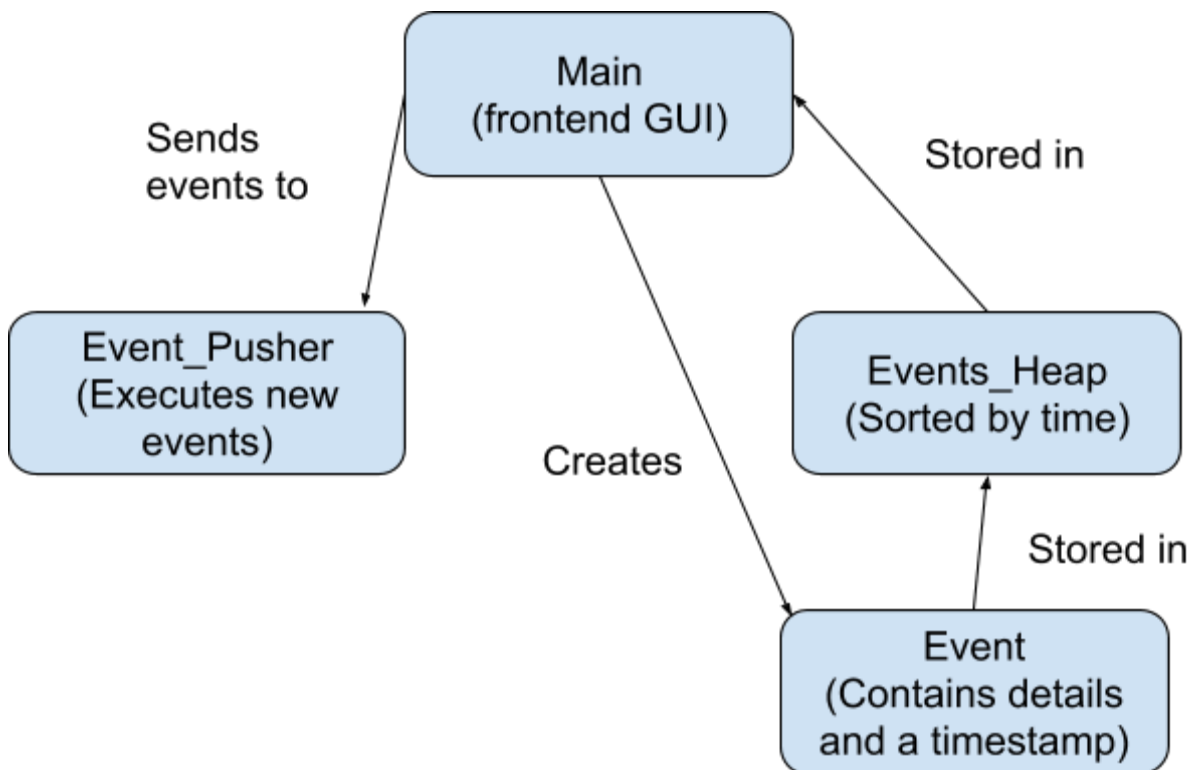 Main
(frontend GUI)
Sends
events to
Stored in
Event_Pusher
(Executes new
events)
Events_Heap
(Sorted by time)
Creates
Stored in
Event
(Contains details
and a timestamp)